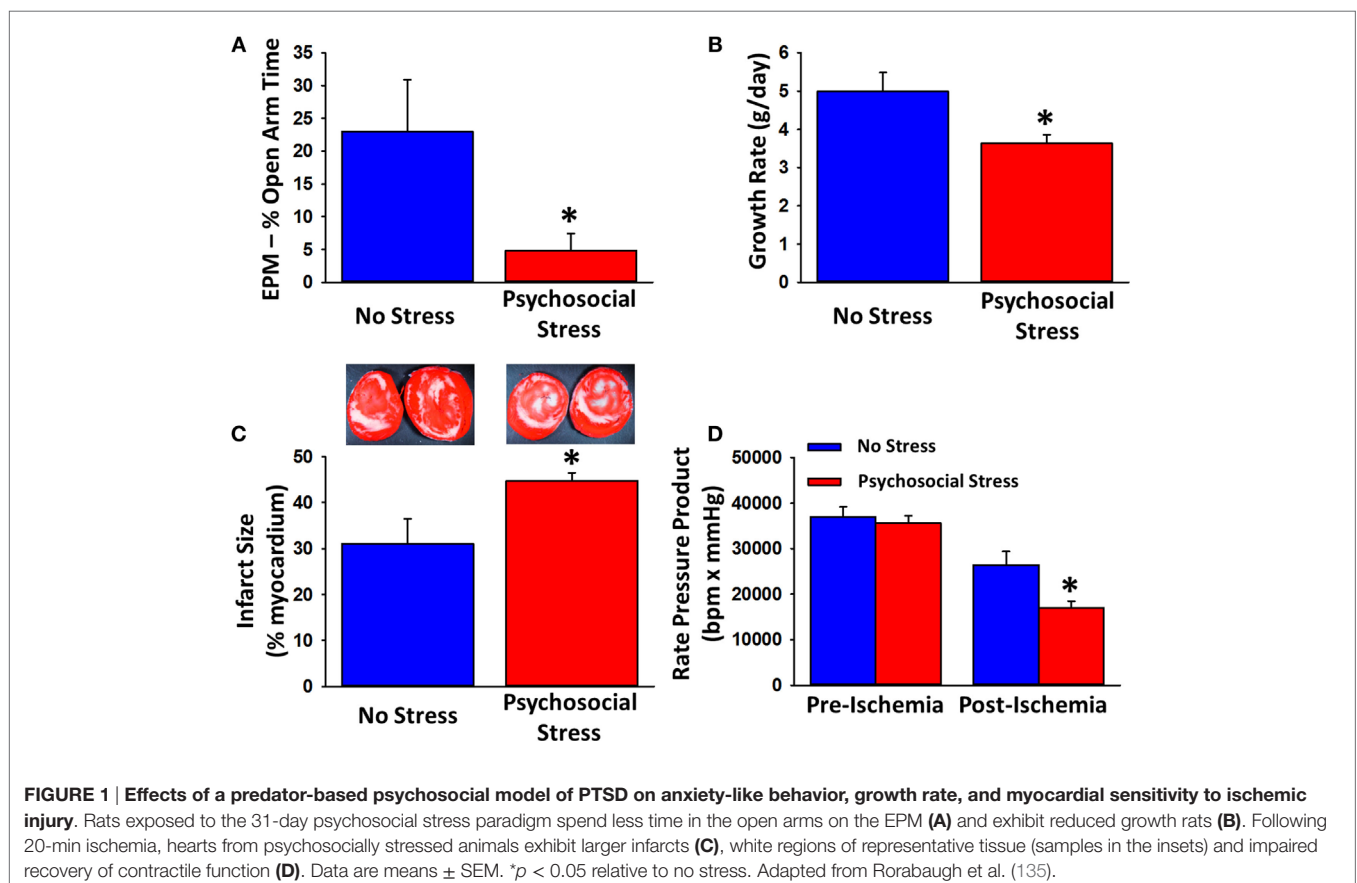 A
EPM – % Open Arm Time
35
30
25
20
15
10
5
0
No Stress
Psychosocial
Stress
*
B
Growth Rate (g/day)
6
5
4
3
2
1
0
No Stress
Psychosocial
Stress
*
C
Infarct Size
(% myocardium)
50
40
30
20
10
0
No Stress
Psychosocial
Stress
*
D
No Stress
Psychosocial Stress
Rate Pressure Product
(bpm x mmHg)
50000
40000
30000
20000
10000
0
Pre-Ischemia
Post-Ischemia
*
FIGURE 1 | Effects of a predator-based psychosocial model of PTSD on anxiety-like behavior, growth rate, and myocardial sensitivity to ischemic
injury. Rats exposed to the 31-day psychosocial stress paradigm spend less time in the open arms on the EPM (A) and exhibit reduced growth rats (B). Following
20-min ischemia, hearts from psychosocially stressed animals exhibit larger infarcts (C), white regions of representative tissue (samples in the insets) and impaired
recovery of contractile function (D). Data are means ± SEM. *p < 0.05 relative to no stress. Adapted from Rorabaugh et al. (135).